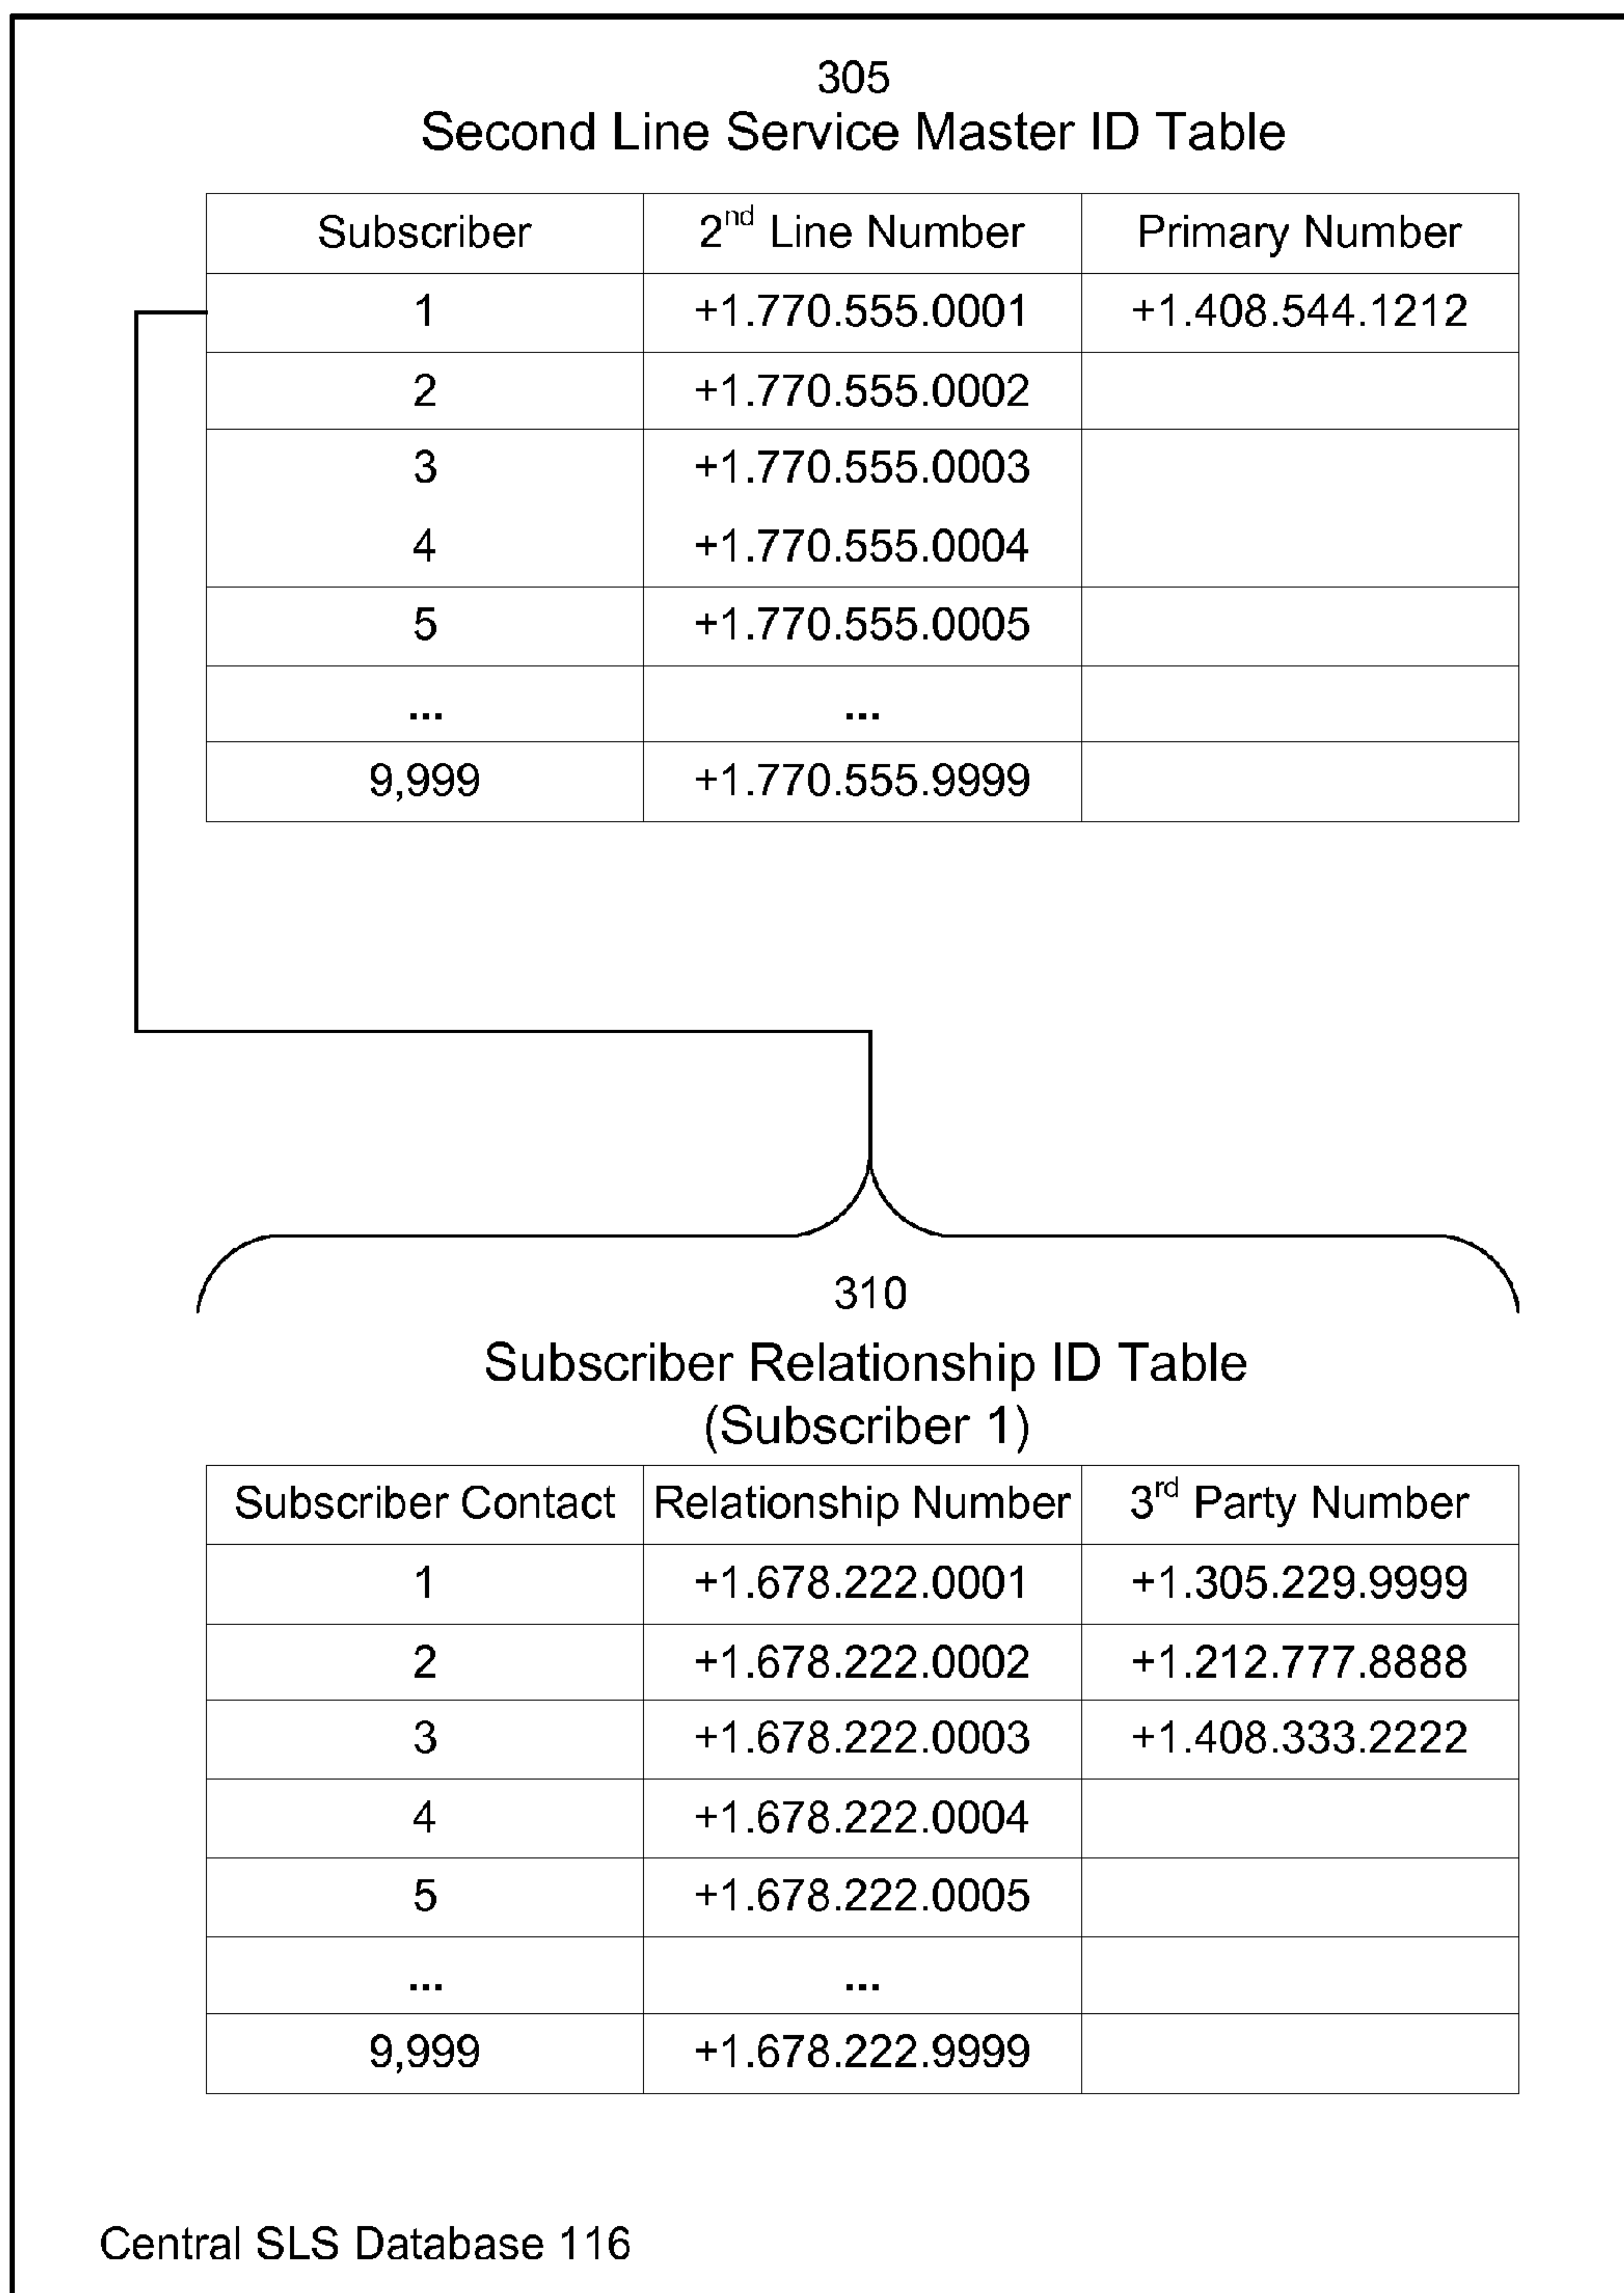 305
Second Line Service Master ID Table
Subscriber 2nd Line Number Primary Number
1 +1.770.555.0001 +1.408.544.1212
2 +1.770.555.0002
3 +1.770.555.0003
4 +1.770.555.0004
5 +1.770.555.0005
... ...
9,999 +1.770.555.9999
310
Subscriber Relationship ID Table
(Subscriber 1)
Subscriber Contact Relationship Number 3rd Party Number
1 +1.678.222.0001 +1.305.229.9999
2 +1.678.222.0002 +1.212.777.8888
3 +1.678.222.0003 +1.408.333.2222
4 +1.678.222.0004
5 +1.678.222.0005
... ...
9,999 +1.678.222.9999
Central SLS Database 116